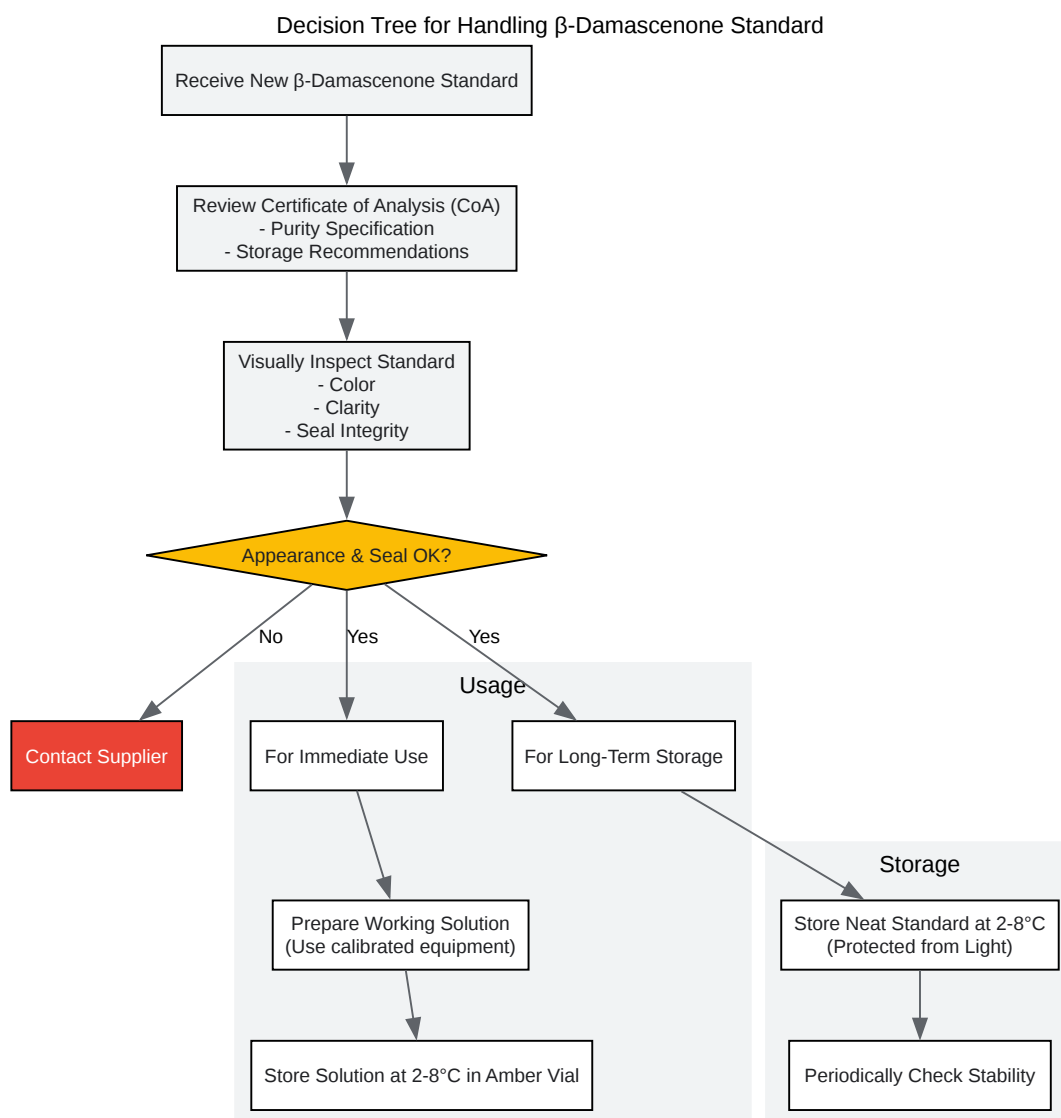 Decision Tree for Handling β-Damascenone Standard
Receive New β-Damascenone Standard
Review Certificate of Analysis (CoA)
- Purity Specification
- Storage Recommendations
Visually Inspect Standard
- Color
- Clarity
- Seal Integrity
Appearance & Seal OK?
No
Yes
Yes
Usage
Contact Supplier
For Immediate Use
For Long-Term Storage
Storage
Prepare Working Solution
(Use calibrated equipment)
Store Neat Standard at 2-8°C
(Protected from Light)
Store Solution at 2-8°C in Amber Vial
Periodically Check Stability